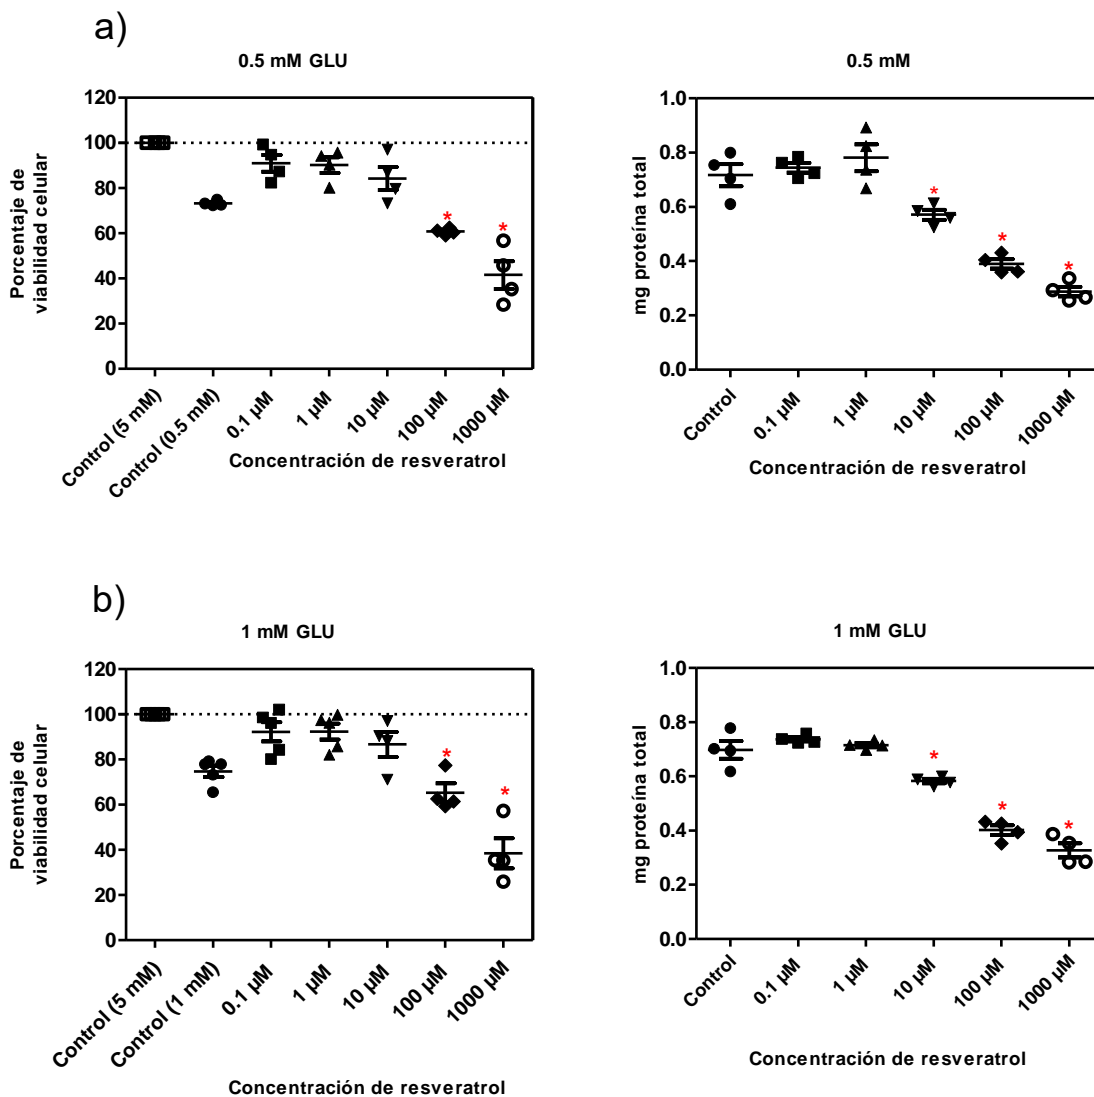 a)
0.5 mM GLU
120
100
80
60
40
20
0
Porcentaje de
viabilidad celular
*
*
Control (5 mM)
Control (0.5 mM)
0.1 µM
1 µM
10 µM
100 µM
1000 µM
Concentración de resveratrol
0.5 mM
1.0
0.8
0.6
0.4
0.2
0.0
mg proteína total
*
*
*
Control
0.1 µM
1 µM
10 µM
100 µM
1000 µM
Concentración de resveratrol
b)
1 mM GLU
120
100
80
60
40
20
0
Porcentaje de
viabilidad celular
*
*
Control (5 mM)
Control (1 mM)
0.1 µM
1 µM
10 µM
100 µM
1000 µM
Concentración de resveratrol
1 mM GLU
1.0
0.8
0.6
0.4
0.2
0.0
mg proteína total
*
*
*
Control
0.1 µM
1 µM
10 µM
100 µM
1000 µM
Concentración de resveratrol